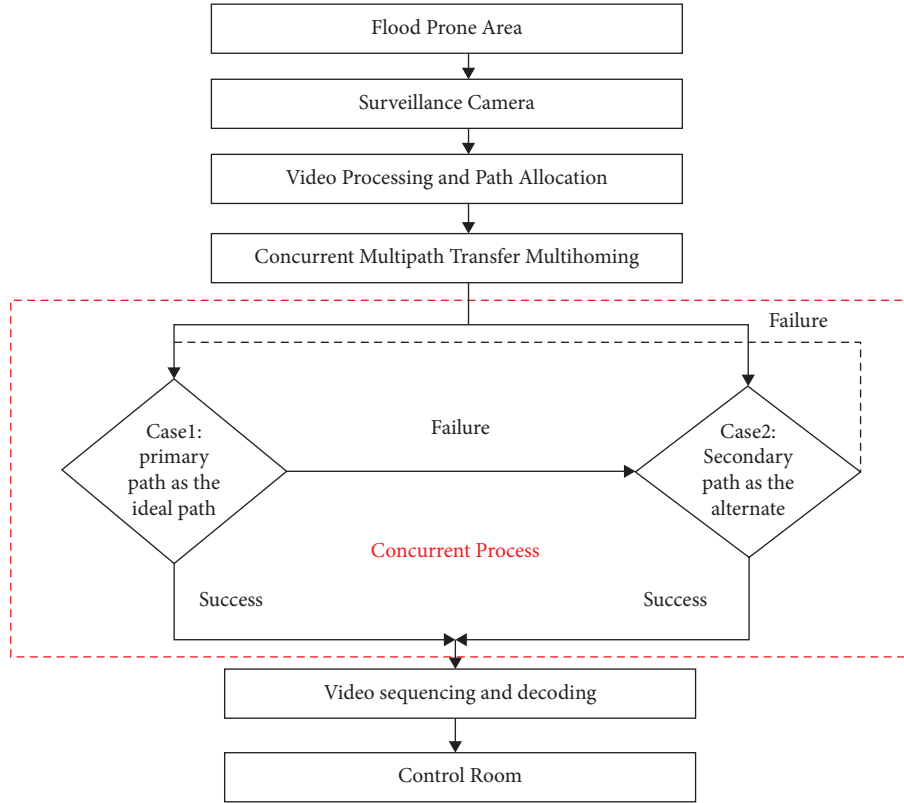 Flood Prone Area
Surveillance Camera
Video Processing and Path Allocation
Concurrent Multipath Transfer Multihoming
Failure
Case1:
primary
path as the
ideal path
Failure
Case2:
Secondary
path as the
alternate
Concurrent Process
Success
Success
Video sequencing and decoding
Control Room